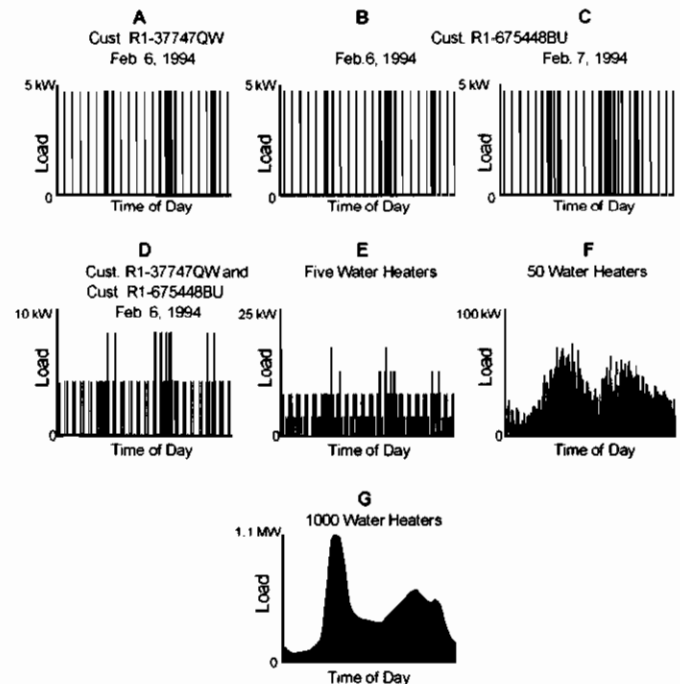 A
Cust. R1-37747QW
Feb 6, 1994
5 kW
Load
0
Time of Day
B
C
Cust. R1-675448BU
Feb.6, 1994
Feb. 7, 1994
5 kW
Load
0
Time of Day
5 kW
Load
0
Time of Day
D
Cust. R1-37747QW and
Cust. R1-675448BU
Feb 6, 1994
10 kW
Load
0
Time of Day
E
Five Water Heaters
25 kW
Load
0
Time of Day
F
50 Water Heaters
100 kW
Load
0
Time of Day
G
1000 Water Heaters
1.1 MW
Load
0
Time of Day